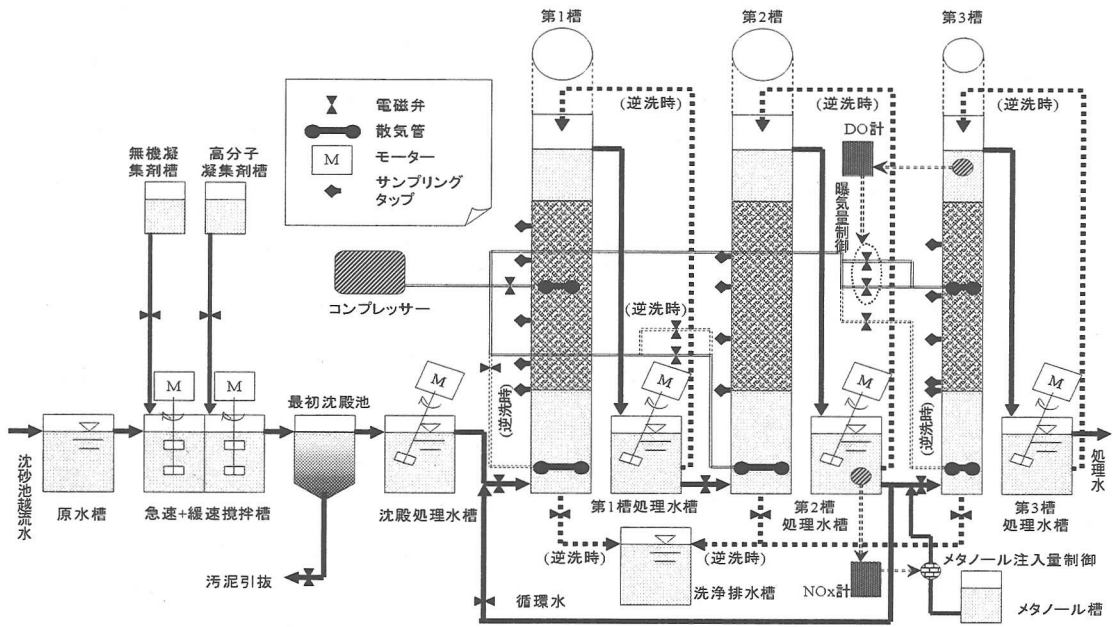 第1槽
第2槽
第3槽
電磁弁
散気管
M
モーター
サンプリング
タップ
無機凝
集剤槽
高分子
凝集剤槽
(逆洗時)
(逆洗時)
(逆洗時)
DO計
曝気量制御
コンプレッサー
(逆洗時)
M
M
M
M
M
M
最初沈殿池
(逆洗時)
(逆洗時)
沈砂池越流水
原水槽
急速+緩速撹拌槽
沈殿処理水槽
第1槽処理水槽
第2槽
処理水槽
第3槽
処理水槽
処理水
(逆洗時)
(逆洗時)
汚泥引抜
循環水
洗浄排水槽
NOx計
メタノール注入量制御
メタノール槽